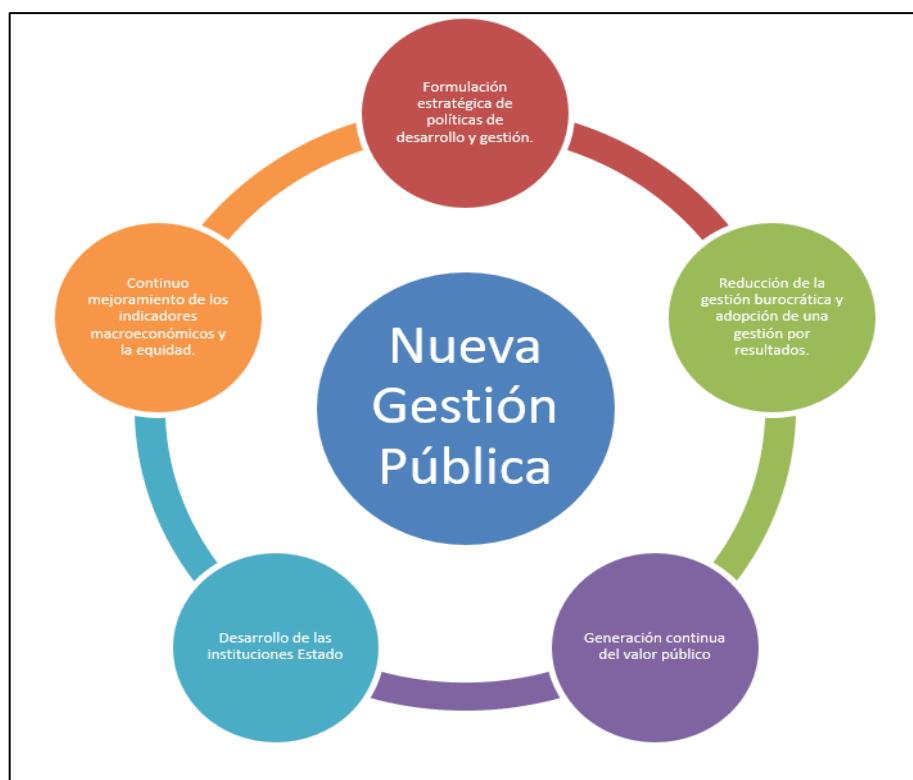 Formulación
estratégica de
políticas de
desarrollo y gestión.
Reducción de la
gestión burocrática y
adopción de una
gestión por
resultados.
Generación continua
del valor público
Desarrollo de las
instituciones Estado
Continuo
mejoramiento de los
indicadores
macroeconómicos y
la equidad.
Nueva
Gestión
Pública